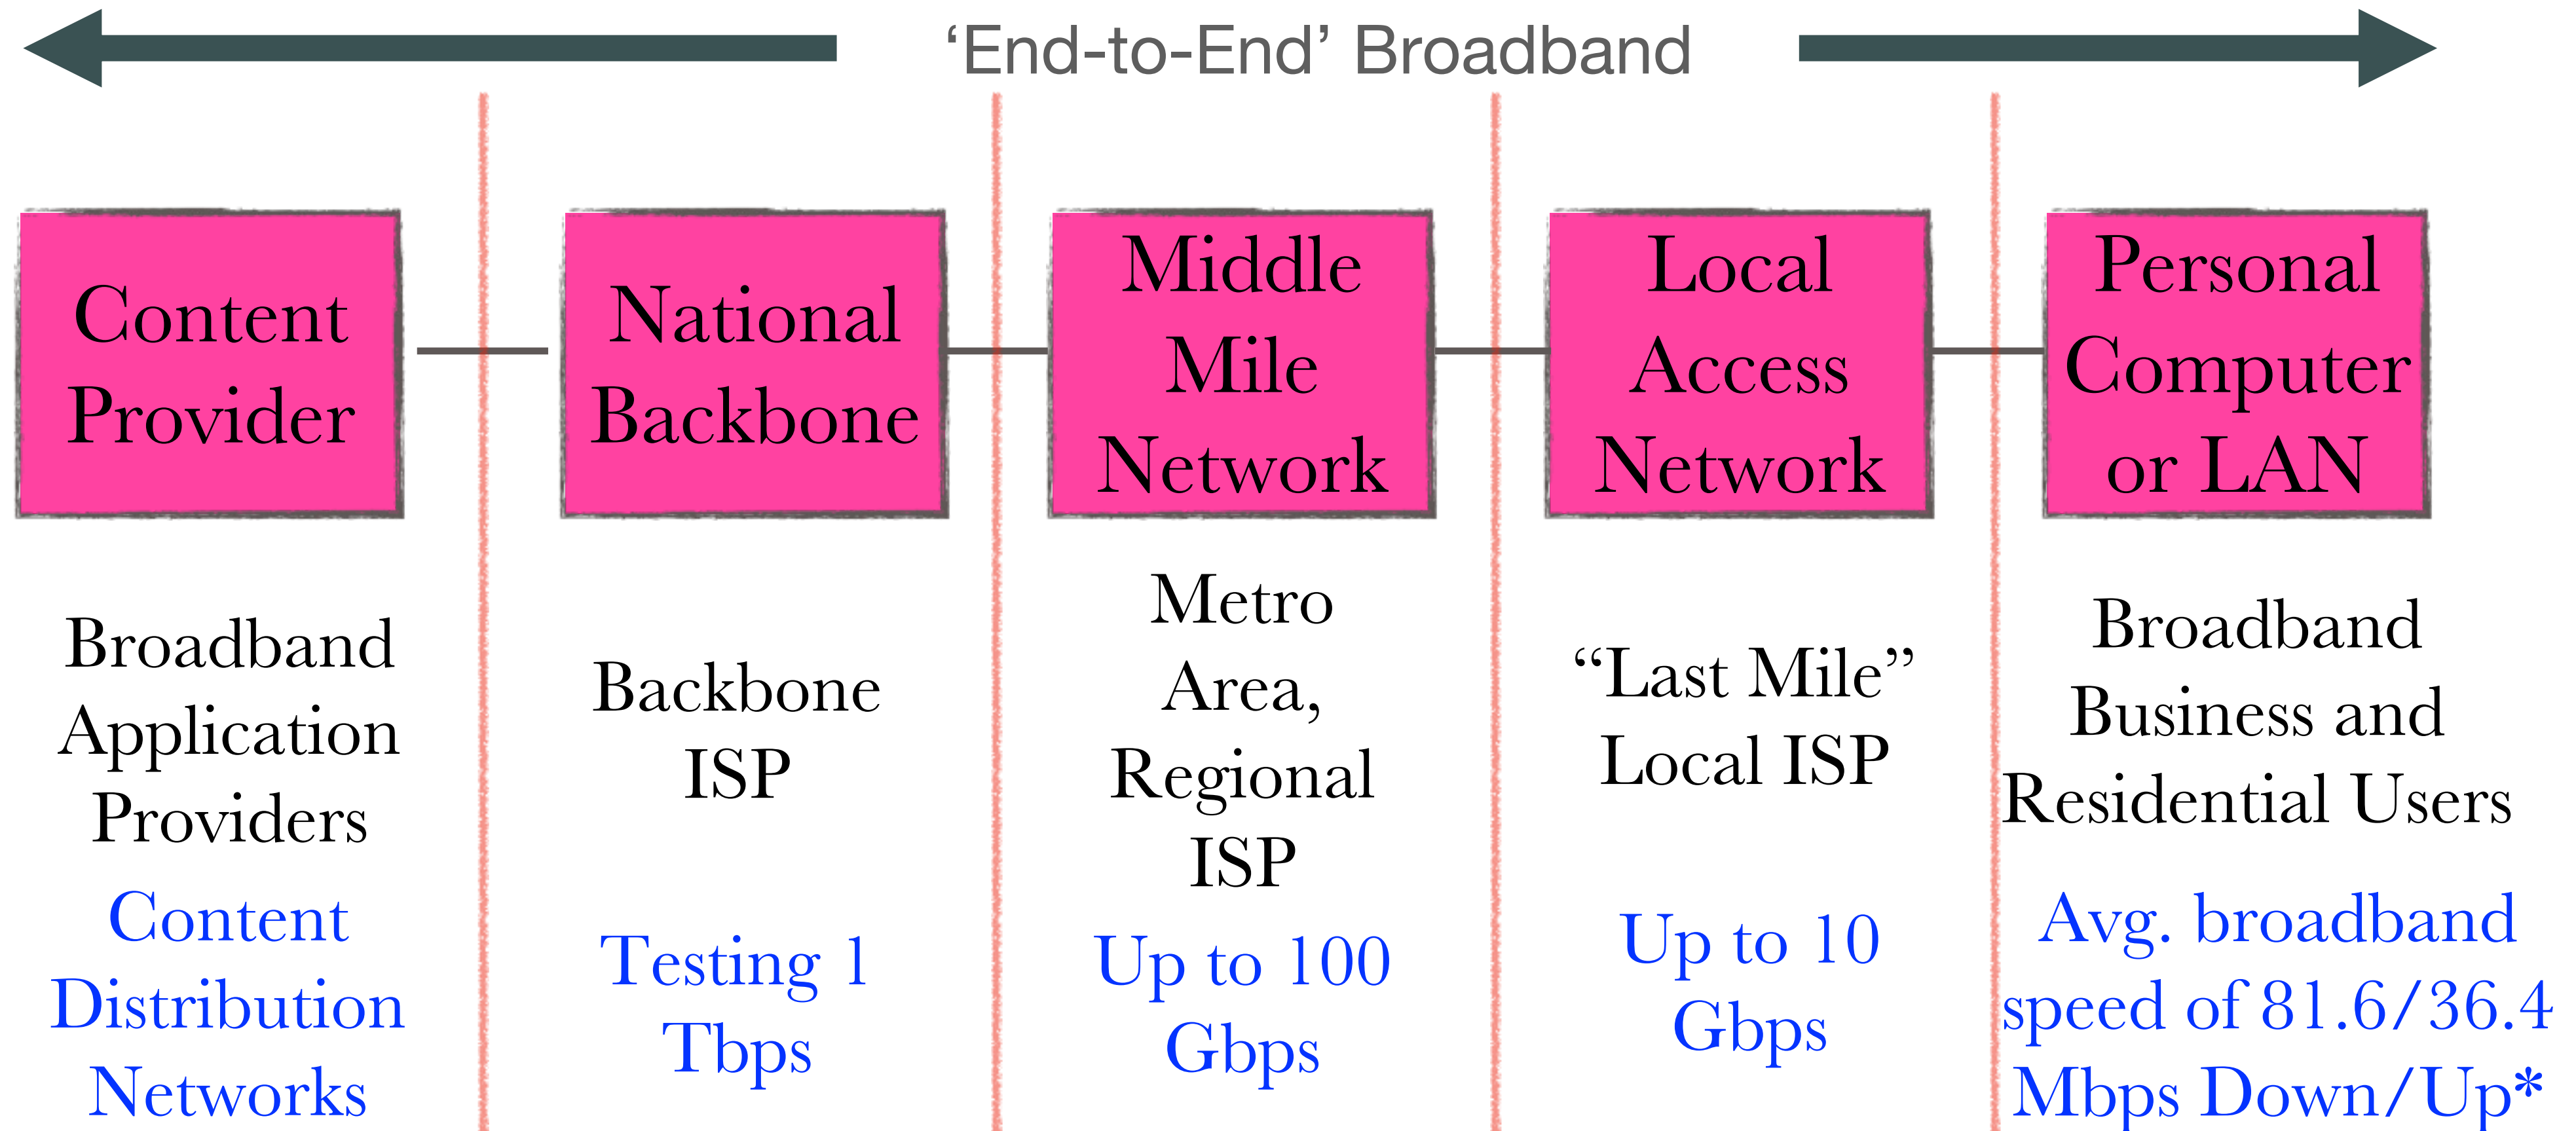 ‘End-to-End’ Broadband
Content
Provider
National
Backbone
Middle
Mile
Network
Local
Access
Network
Personal
Computer
or LAN
Broadband
Application
Providers
Backbone
ISP
Metro
Area,
Regional
ISP
“Last Mile”
Local ISP
Broadband
Business and
Residential Users
Content
Distribution
Networks
Testing 1
Tbps
Up to 100
Gbps
Up to 10
Gbps
Avg. broadband
speed of 81.6/36.4
Mbps Down/Up*